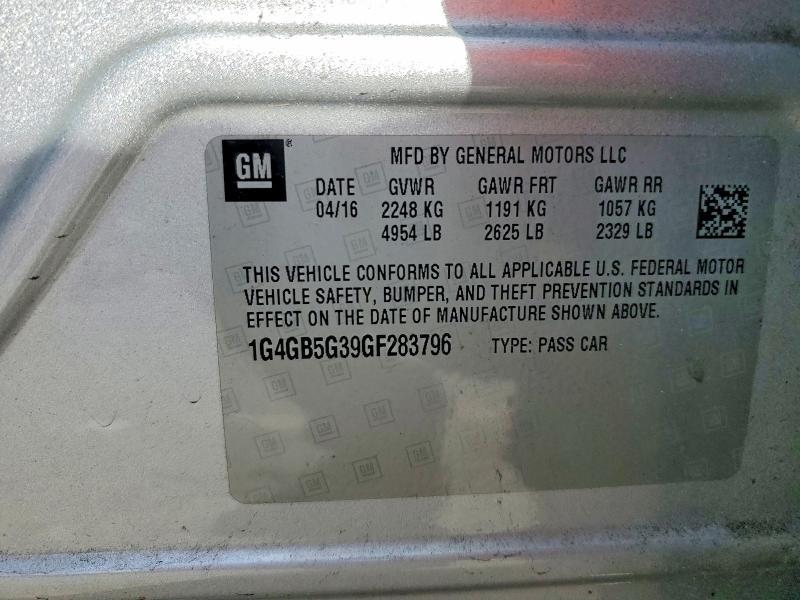 GM ® MFD BY GENERAL MOTORS LLC
DATE GVWR GAWR FRT GAWR RR
04/16 2248 KG 1191 KG 1057 KG
4954 LB 2625 LB 2329 LB
THIS VEHICLE CONFORMS TO ALL APPLICABLE U.S. FEDERAL MOTOR
VEHICLE SAFETY, BUMPER, AND THEFT PREVENTION STANDARDS IN
EFFECT ON THE DATE OF MANUFACTURE SHOWN ABOVE.
1G4GB5G39GF283796 TYPE: PASS CAR